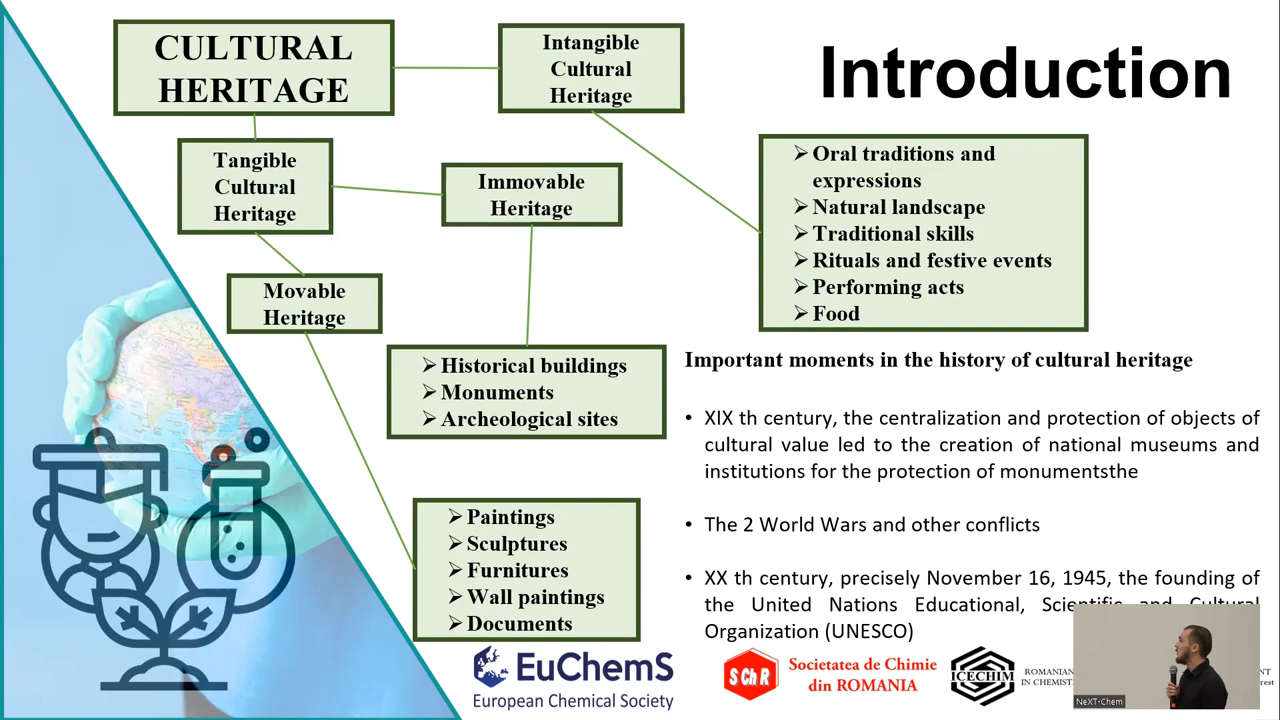 CULTURAL
HERITAGE
Intangible
Cultural
Heritage
Introduction
Tangible
Cultural
Heritage
Immovable
Heritage
Movable
Heritage
Oral traditions and
expressions
Natural landscape
Traditional skills
Rituals and festive events
Performing acts
Food
Historical buildings
Monuments
Archeological sites
Paintings
Sculptures
Furnitures
Wall paintings
Documents
Important moments in the history of cultural heritage
• XIX th century, the centralization and protection of objects of
cultural value led to the creation of national museums and
institutions for the protection of monumentsthe
• The 2 World Wars and other conflicts
• XX th century, precisely November 16, 1945, the founding of
the United Nations Educational, Scientific and Cultural
Organization (UNESCO)
EuChemS
European Chemical Society
S Ch R
Societatea de Chimie
din ROMANIA
ICECHIM
ROMANIAN
IN CHEMIST
NeXT-Chem